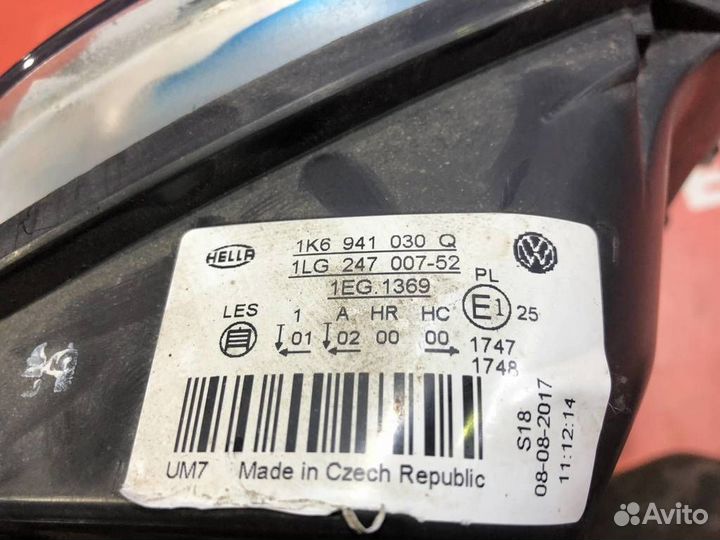 HELLA
1K6 941 030 Q
1LG 247 007-52
1EG.1369
LES 1 A HR HC PL
01 02 00 00 E1 25
1747
1748
S18
08-08-2017
11:12:14
UM7 Made in Czech Republic
Avito